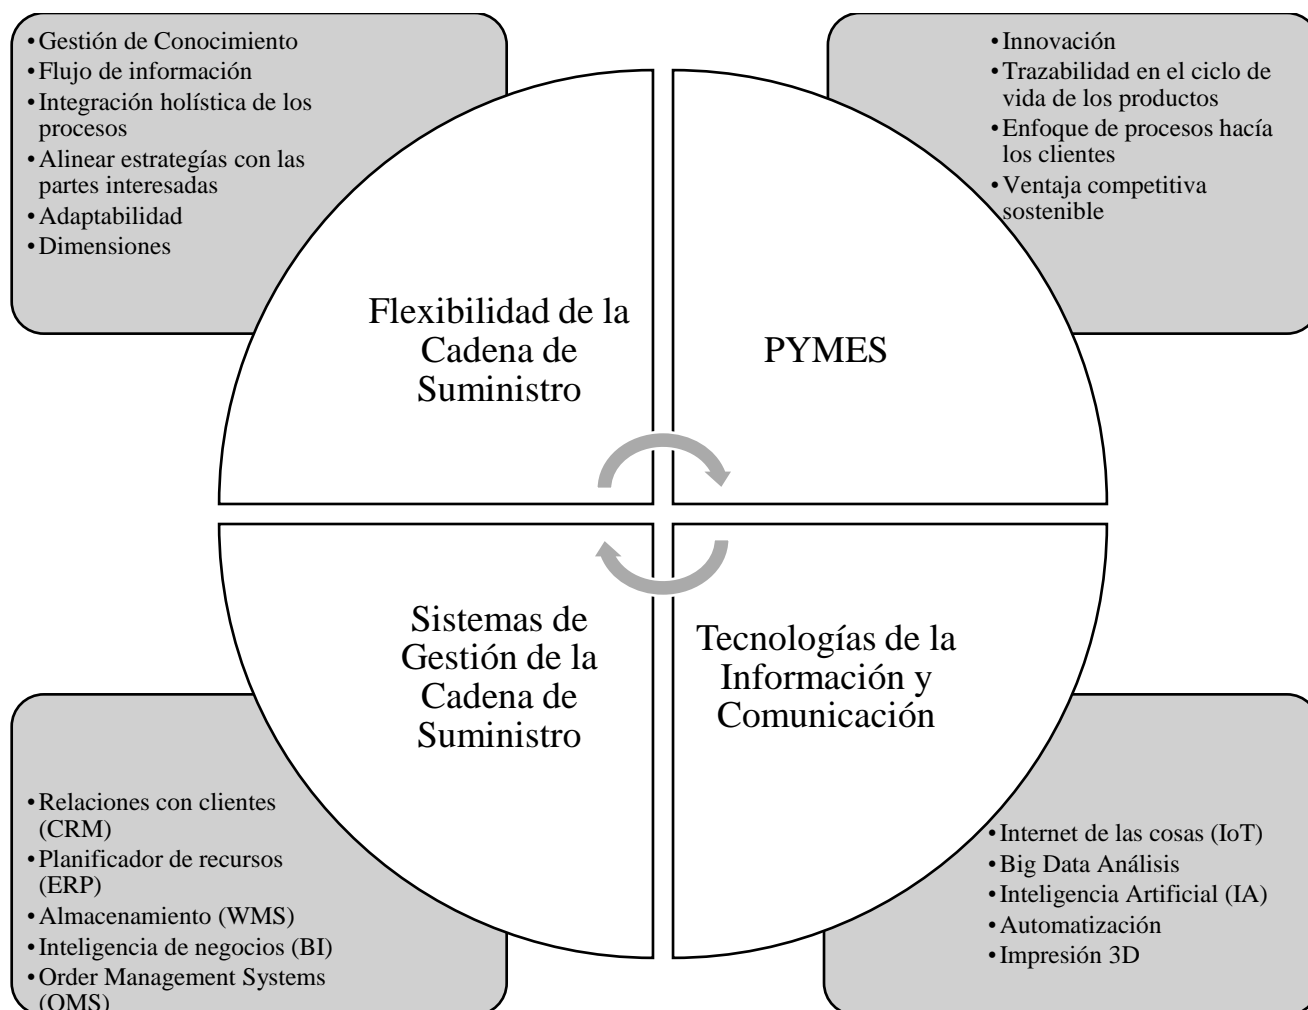 •Gestión de Conocimiento
•Flujo de información
•Integración holística de los
procesos
•Alinear estrategías con las
partes interesadas
•Adaptabilidad
•Dimensiones
•Innovación
•Trazabilidad en el ciclo de
vida de los productos
•Enfoque de procesos hacía
los clientes
•Ventaja competitiva
sostenible
Flexibilidad de la
Cadena de
Suministro
PYMES
Sistemas de
Gestión de la
Cadena de
Suministro
Tecnologías de la
Información y
Comunicación
•Relaciones con clientes
(CRM)
•Planificador de recursos
(ERP)
•Almacenamiento (WMS)
•Inteligencia de negocios (BI)
•Order Management Systems
(OMS)
•Internet de las cosas (IoT)
•Big Data Análisis
•Inteligencia Artificial (IA)
•Automatización
•Impresión 3D